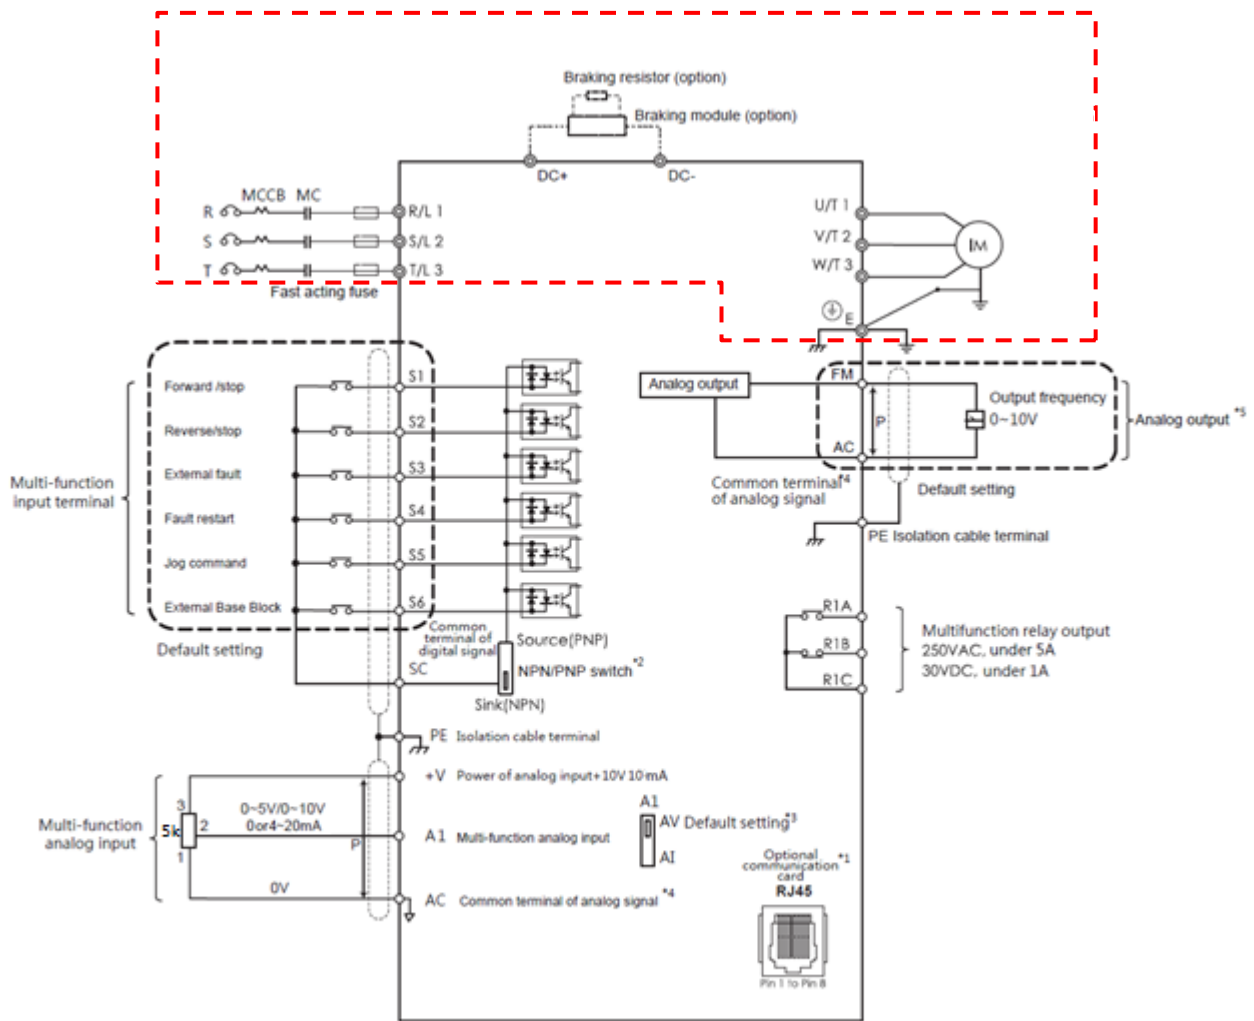 Braking resistor (option)
Braking module (option)
DC+
DC-
MCCB MC
R
R/L 1
S
S/L 2
T
T/L 3
Fast acting fuse
U/T 1
V/T 2
W/T 3
IM
E
Multi-function
input terminal
Forward /stop
S1
Reverse/stop
S2
External fault
S3
Fault restart
S4
Jog command
S5
External Base Block
S6
Default setting
Common
terminal of
digital signal
SC
Source(PNP)
NPN/PNP switch*2
Sink(NPN)
Analog output
FM
P
AC
Output frequency
0~10V
Analog output *5
Common terminal*4
of analog signal
Default setting
PE Isolation cable terminal
R1A
R1B
R1C
Multifunction relay output
250VAC, under 5A
30VDC, under 1A
PE Isolation cable terminal
+V Power of analog input+10V 10mA
Multi-function
analog input
3
5k
2
1
0~5V/0~10V
0or4~20mA
P
0V
A1 Multi-function analog input
AC Common terminal of analog signal *4
A1
AV Default setting*3
AI
Optional *1
communication
card
RJ45
Pin 1 to Pin 8